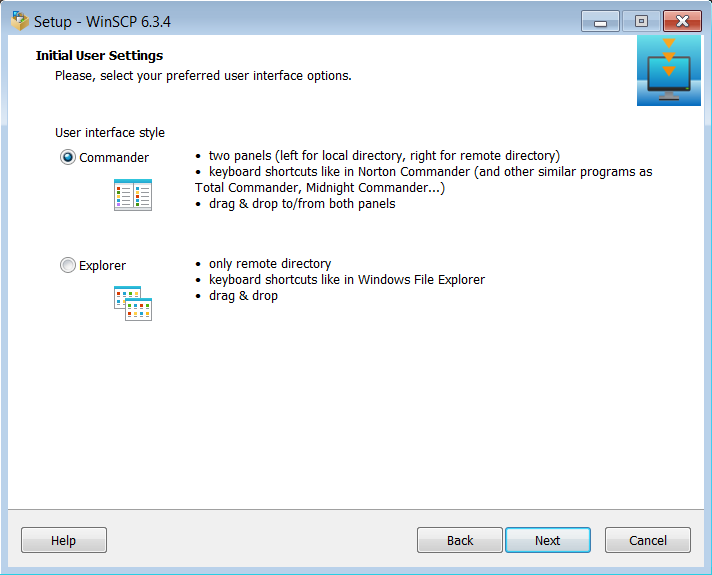 Setup - WinSCP 6.3.4
Initial User Settings
Please, select your preferred user interface options.
User interface style
Commander
• two panels (left for local directory, right for remote directory)
• keyboard shortcuts like in Norton Commander (and other similar programs as
Total Commander, Midnight Commander...)
• drag & drop to/from both panels
Explorer
• only remote directory
• keyboard shortcuts like in Windows File Explorer
• drag & drop
Help
Back
Next
Cancel